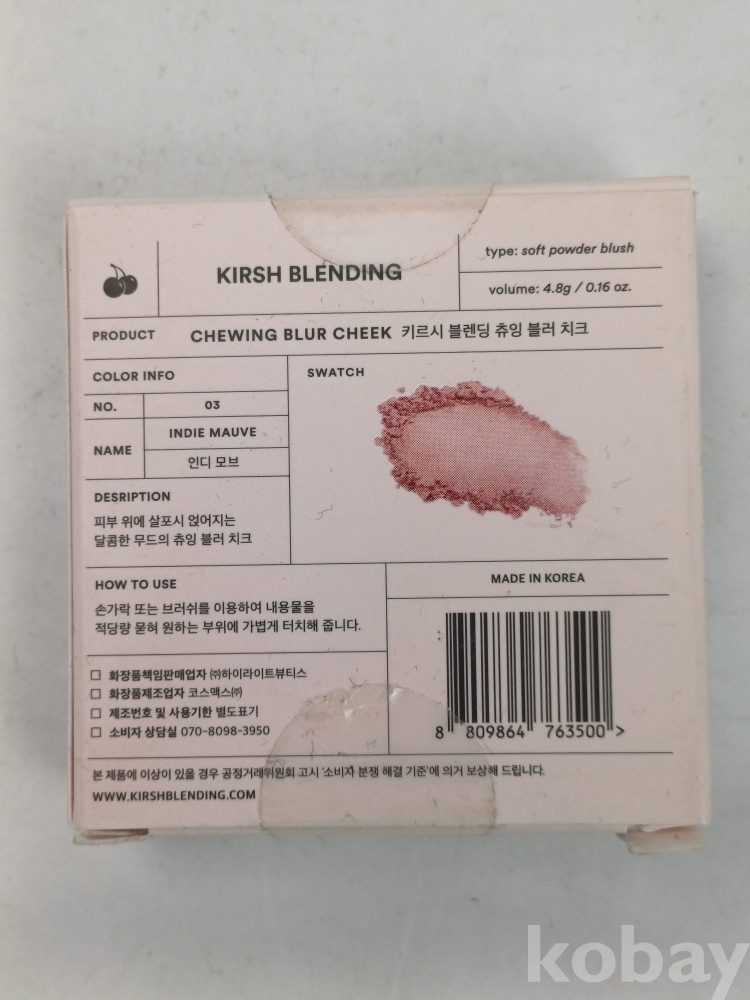 KIRSH BLENDING
type: soft powder blush
volume: 4.8g / 0.16 oz.
PRODUCT CHEWING BLUR CHEEK 키르시 블렌딩 츄잉 블러 치크
COLOR INFO
NO. 03
NAME INDIE MAUVE
인디 모브
SWATCH
DESRIPTION
피부 위에 살포시 얹어지는
달콤한 무드의 츄잉 블러 치크
HOW TO USE
손가락 또는 브러쉬를 이용하여 내용물을
적당량 묻혀 원하는 부위에 가볍게 터치해 줍니다.
MADE IN KOREA
□ 화장품책임판매업자 ㈜하이라이트뷰티스
□ 화장품제조업자 코스맥스㈜
□ 제조번호 및 사용기한 별도표기
□ 소비자 상담실 070-8098-3950
8 809864 763500 >
본 제품에 이상이 있을 경우 공정거래위원회 고시 '소비자 분쟁 해결 기준'에 의거 보상해 드립니다.
WWW.KIRSHBLENDING.COM
kobay